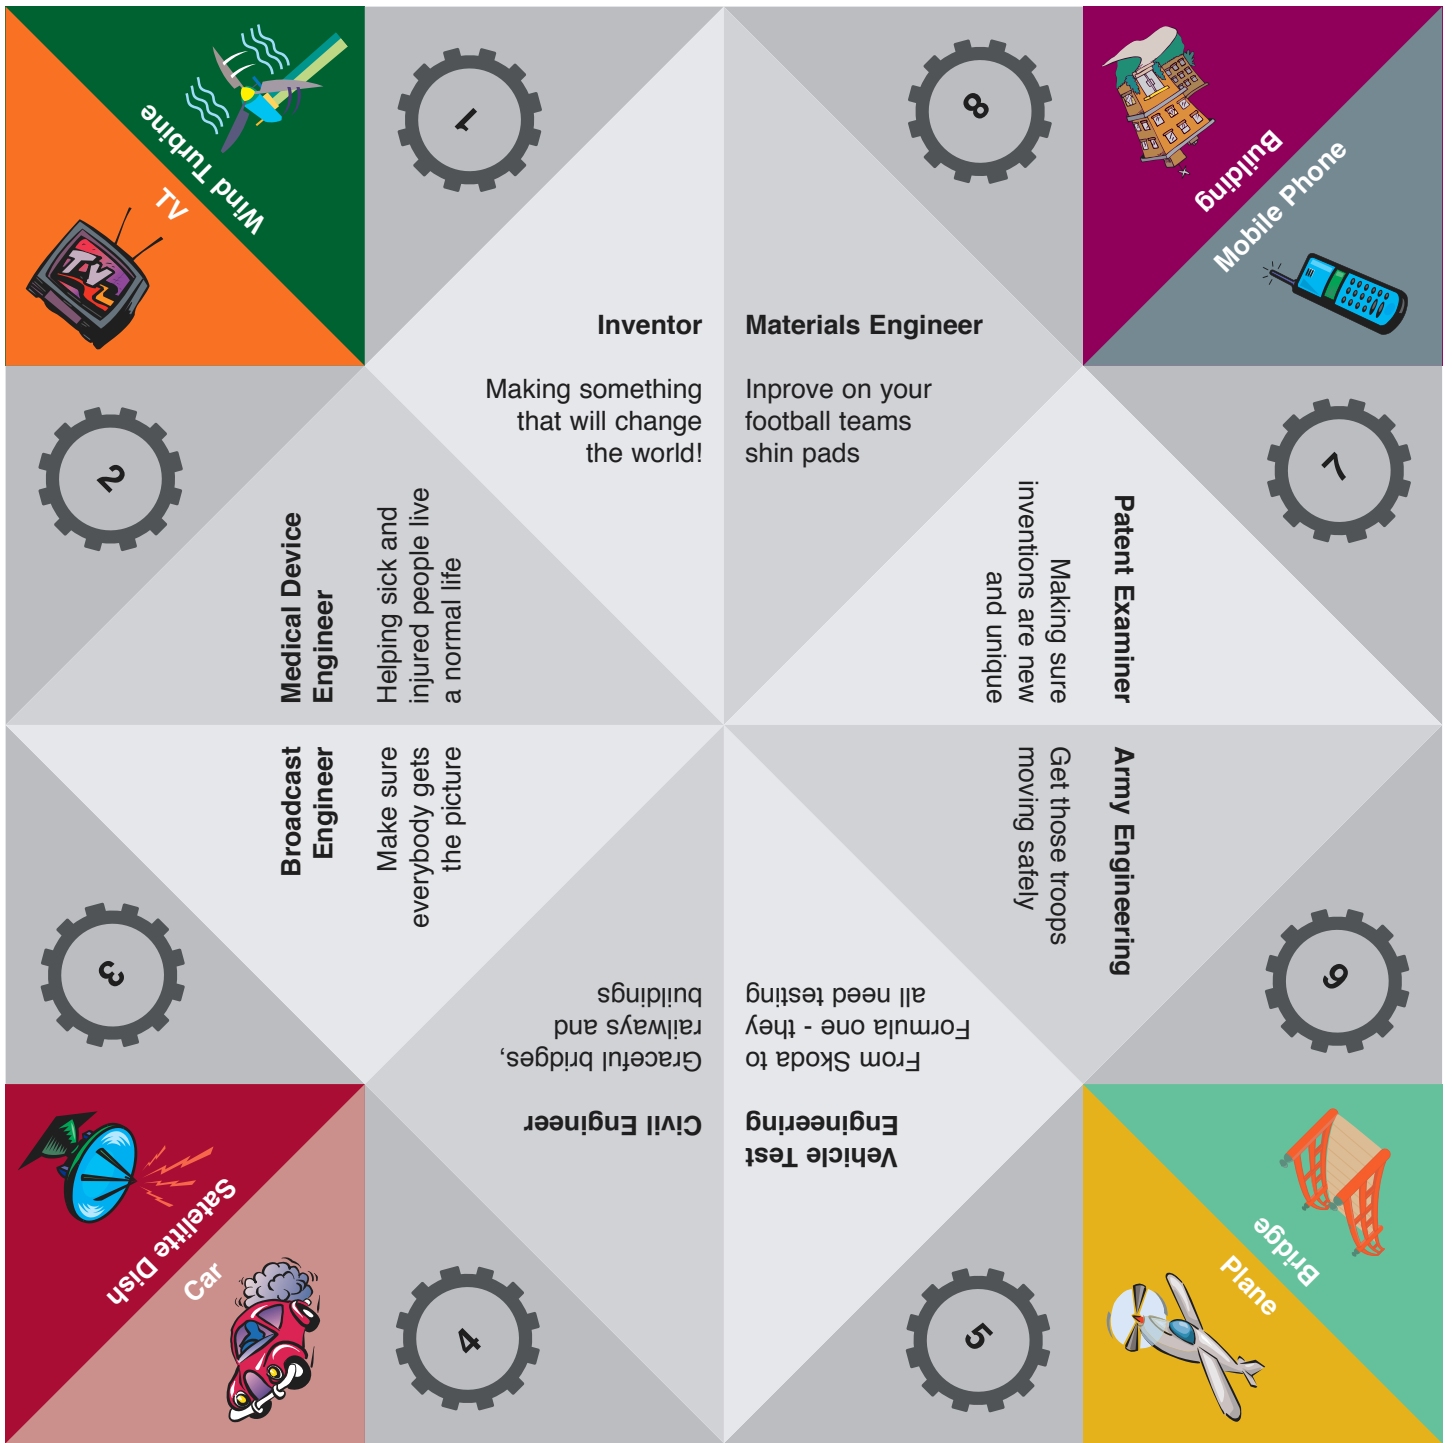 Wind Turbine
TV
TV
1
8
Building
Mobile Phone
Inventor
Making something
that will change
the world!
Materials Engineer
Inprove on your
football teams
shin pads
2
7
Medical Device
Engineer
Helping sick and
injured people live
a normal life
Patent Examiner
Making sure
inventions are new
and unique
Broadcast
Engineer
Make sure
everybody gets
the picture
Army Engineering
Get those troops
moving safely
3
6
Civil Engineer
Graceful bridges,
railways and
buildings
Vehicle Test
Engineering
From Skoda to
Formula one - they
all need testing
Satelitte Dish
Car
4
5
Bridge
Plane